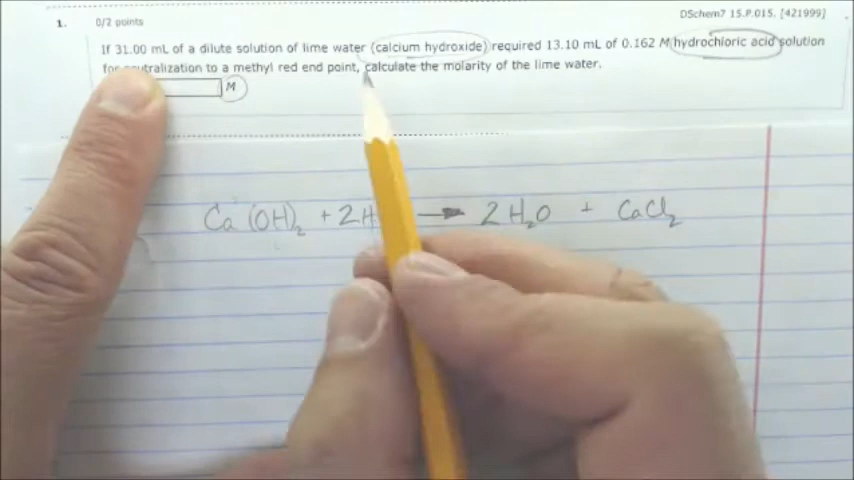 1. 0/2 points DSchem7 15.P.015. [421999]
If 31.00 mL of a dilute solution of lime water (calcium hydroxide) required 13.10 mL of 0.162 M hydrochloric acid solution
for neutralization to a methyl red end point, calculate the molarity of the lime water.
M
Ca(OH)₂ + 2H → 2H₂O + CaCl₂